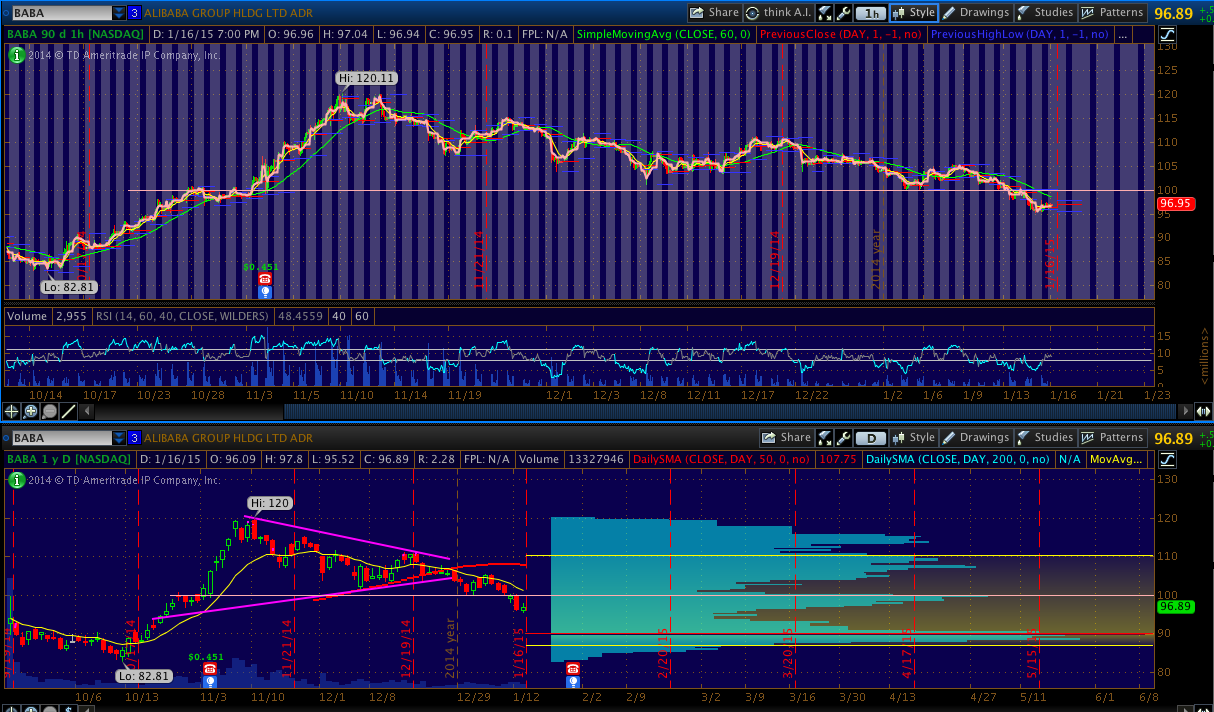 BABA 3 ALIBABA GROUP HLDG LTD ADR Share think A.I. 1h Style Drawings Studies Patterns 96.89
BABA 90 d 1h [NASDAQ] D: 1/16/15 7:00 PM O: 96.96 H: 97.04 L: 96.94 C: 96.95 R: 0.1 FPL: N/A SimpleMovingAvg (CLOSE, 60, 0) PreviousClose (DAY, 1, -1, no) PreviousHighLow (DAY, 1, -1, no) ...
2014 © TD Ameritrade IP Company, Inc.
130
125
120
115
110
105
100
96.95
95
90
85
80
Hi: 120.11
Lo: 82.81
$0.451
11/21/14
12/19/14
2014 year
1/16/15
Volume 2,955 RSI (14, 60, 40, CLOSE, WILDERS) 48.4559 40 60
15
10
5
0
<millions>
10/14 10/17 10/23 10/28 11/3 11/5 11/10 11/14 11/19 12/1 12/3 12/8 12/11 12/17 12/22 1/2 1/6 1/9 1/13 1/16 1/21 1/23
BABA 3 ALIBABA GROUP HLDG LTD ADR Share D Style Drawings Studies Patterns 96.89
BABA 1 y D [NASDAQ] D: 1/16/15 O: 96.09 H: 97.8 L: 95.52 C: 96.89 R: 2.28 FPL: N/A Volume 13327946 DailySMA (CLOSE, DAY, 50, 0, no) 107.75 DailySMA (CLOSE, DAY, 200, 0, no) N/A MovAvg...
2014 © TD Ameritrade IP Company, Inc.
130
120
110
100
96.89
90
80
Hi: 120
Lo: 82.81
$0.451
11/21/14
12/19/14
2014 year
1/16/15
2/20/15
3/20/15
4/17/15
5/15/15
10/6 10/13 11/3 11/10 12/1 12/8 12/29 1/12 2/2 2/9 3/2 3/9 3/16 3/30 4/13 4/27 5/11 6/1 6/8